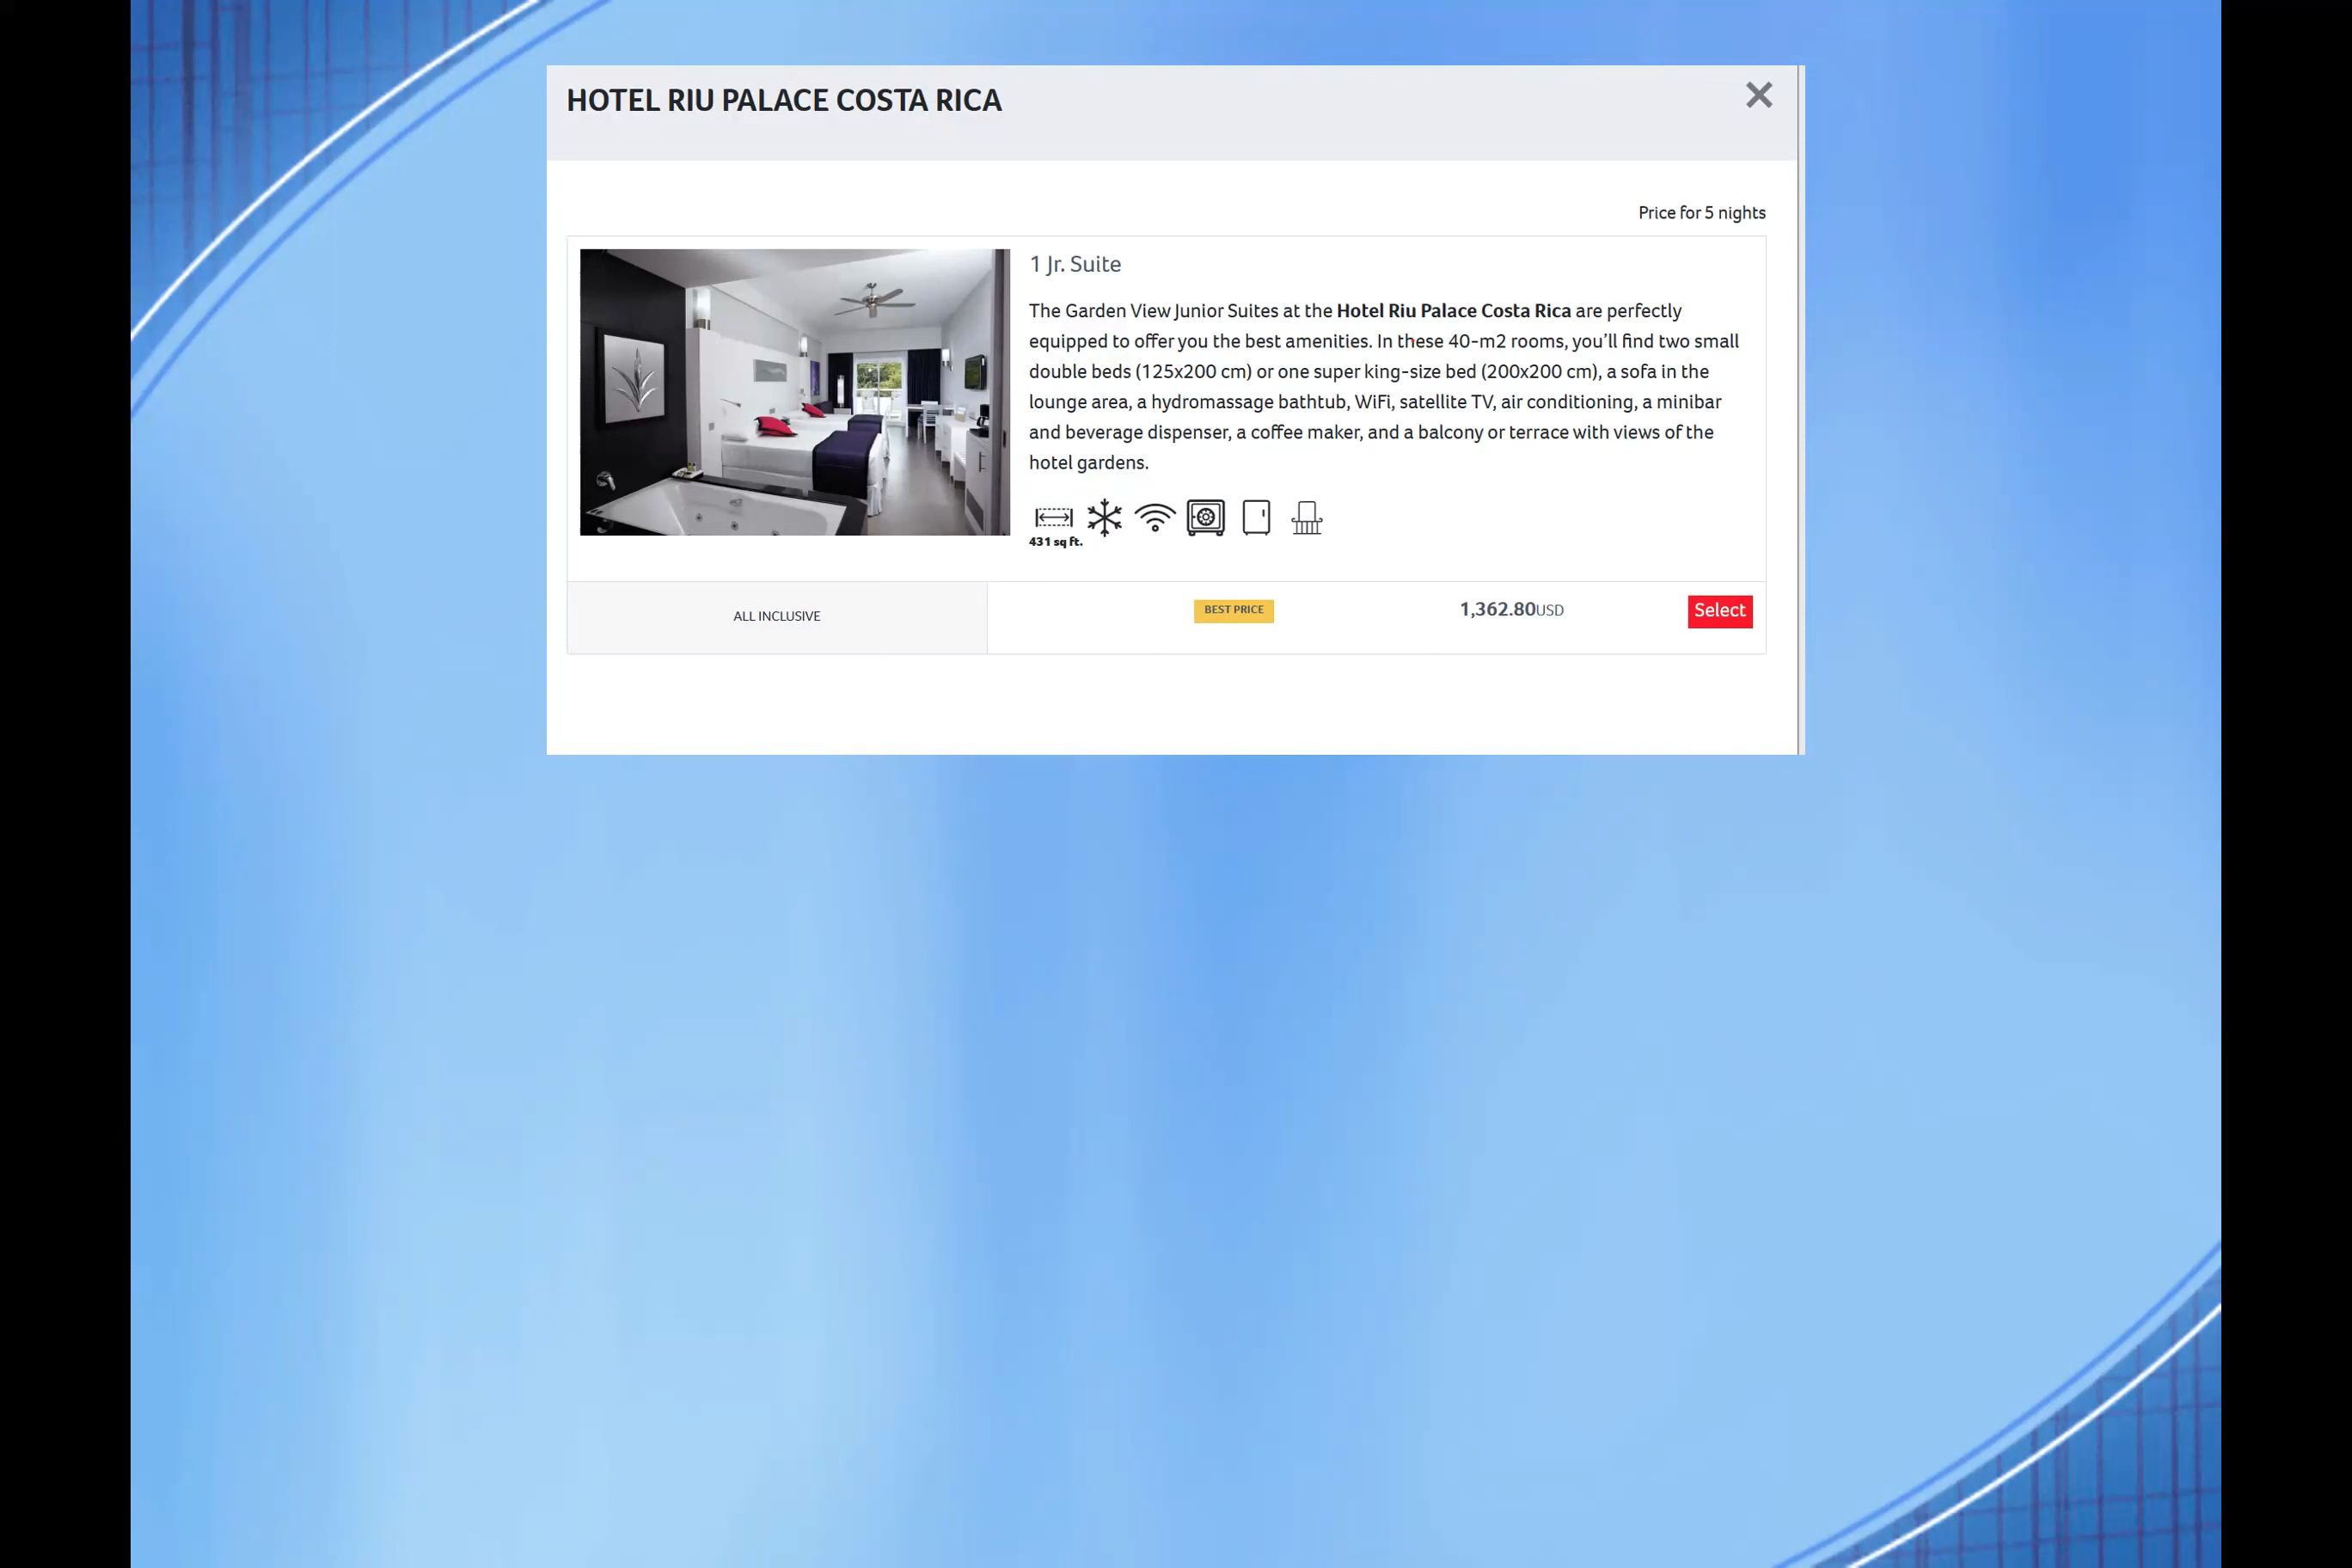 HOTEL RIU PALACE COSTA RICA
Price for 5 nights
1 Jr. Suite
The Garden View Junior Suites at the Hotel Riu Palace Costa Rica are perfectly
equipped to offer you the best amenities. In these 40-m2 rooms, you'll find two small
double beds (125x200 cm) or one super king-size bed (200x200 cm), a sofa in the
lounge area, a hydromassage bathtub, WiFi, satellite TV, air conditioning, a minibar
and beverage dispenser, a coffee maker, and a balcony or terrace with views of the
hotel gardens.
431 sq ft.
ALL INCLUSIVE
BEST PRICE
1,362.80USD
Select